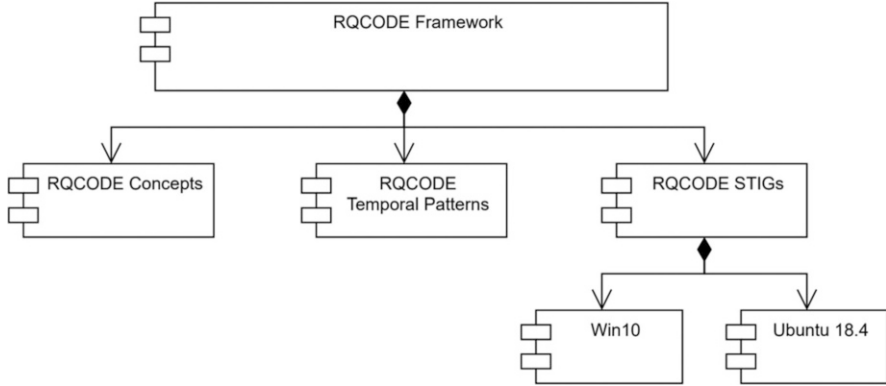 RQCODE Framework
RQCODE Concepts
RQCODE
Temporal Patterns
RQCODE STIGs
Win10
Ubuntu 18.4